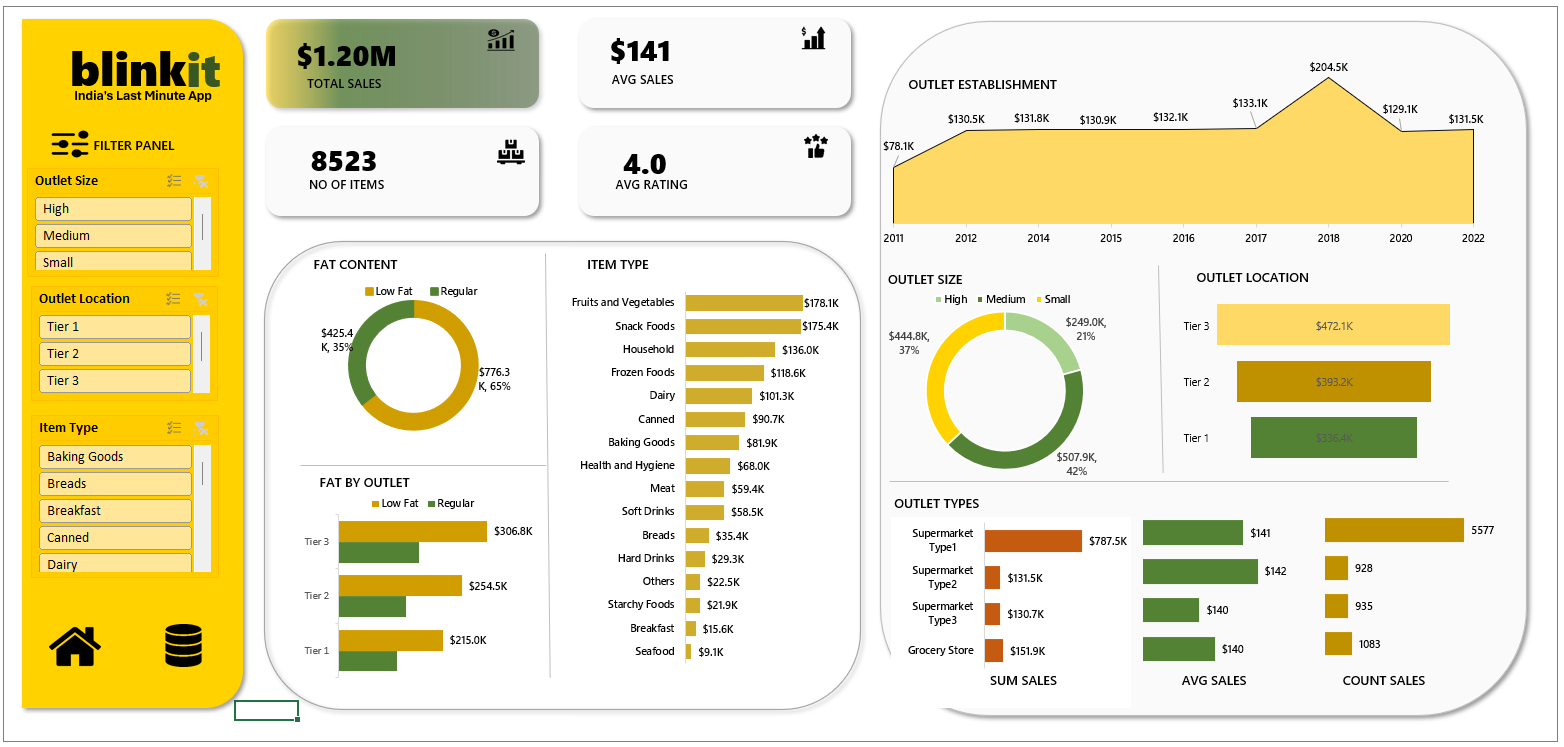 blinkit
India's Last Minute App
FILTER PANEL
Outlet Size
High
Medium
Small
Outlet Location
Tier 1
Tier 2
Tier 3
Item Type
Baking Goods
Breads
Breakfast
Canned
Dairy
$1.20M
TOTAL SALES
$141
AVG SALES
8523
NO OF ITEMS
4.0
AVG RATING
FAT CONTENT
Low Fat Regular
$425.4
K, 35%
$776.3
K, 65%
FAT BY OUTLET
Low Fat Regular
Tier 3 $306.8K
Tier 2 $254.5K
Tier 1 $215.0K
ITEM TYPE
Fruits and Vegetables $178.1K
Snack Foods $175.4K
Household $136.0K
Frozen Foods $118.6K
Dairy $101.3K
Canned $90.7K
Baking Goods $81.9K
Health and Hygiene $68.0K
Meat $59.4K
Soft Drinks $58.5K
Breads $35.4K
Hard Drinks $29.3K
Others $22.5K
Starchy Foods $21.9K
Breakfast $15.6K
Seafood $9.1K
OUTLET ESTABLISHMENT
$78.1K $130.5K $131.8K $130.9K $132.1K $133.1K $204.5K $129.1K $131.5K
2011 2012 2014 2015 2016 2017 2018 2020 2022
OUTLET SIZE
High Medium Small
$249.0K,
21%
$444.8K,
37%
$507.9K,
42%
OUTLET LOCATION
Tier 3 $472.1K
Tier 2 $393.2K
Tier 1 $336.4K
OUTLET TYPES
Supermarket
Type1 $787.5K $141 5577
Supermarket
Type2 $131.5K $142 928
Supermarket
Type3 $130.7K $140 935
Grocery Store $151.9K $140 1083
SUM SALES AVG SALES COUNT SALES